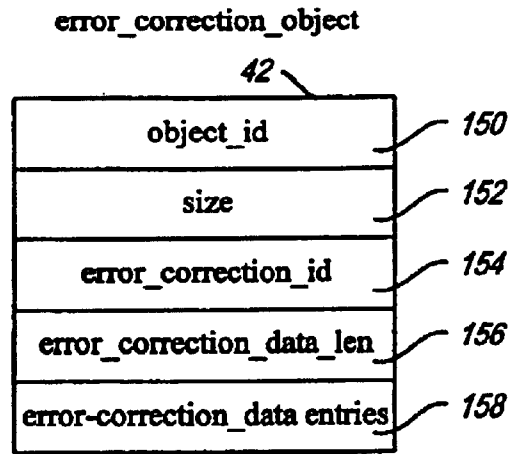 error_correction_object
42
object_id 150
size 152
error_correction_id 154
error_correction_data_len 156
error-correction_data entries 158